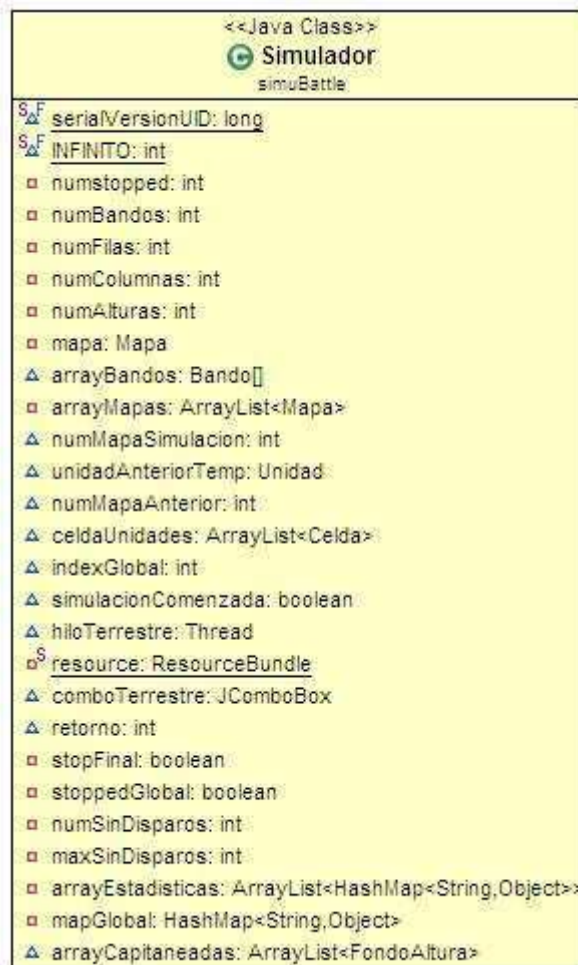 <<Java Class>>
C Simulador
simuBattle
S F serialVersionUID: long
S F INFINITO: int
numstopped: int
numBandos: int
numFilas: int
numColumnas: int
numAlturas: int
mapa: Mapa
arrayBandos: Bando[]
arrayMapas: ArrayList<Mapa>
numMapaSimulacion: int
unidadAnteriorTemp: Unidad
numMapaAnterior: int
celdaUnidades: ArrayList<Celda>
indexGlobal: int
simulacionComenzada: boolean
hiloTerrestre: Thread
S resource: ResourceBundle
comboTerrestre: JComboBox
retorno: int
stopFinal: boolean
stoppedGlobal: boolean
numSinDisparos: int
maxSinDisparos: int
arrayEstadisticas: ArrayList<HashMap<String,Object>>
mapGlobal: HashMap<String,Object>
arrayCapitaneadas: ArrayList<FondoAltura>